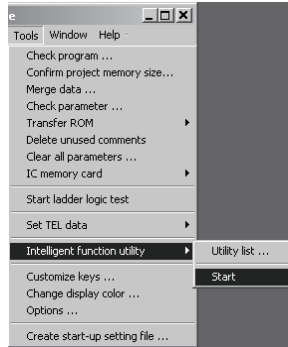 e
Tools Window Help
Check program ...
Confirm project memory size...
Merge data ...
Check parameter ...
Transfer ROM
Delete unused comments
Clear all parameters ...
IC memory card
Start ladder logic test
Set TEL data
Intelligent function utility
Utility list ...
Start
Customize keys ...
Change display color ...
Options ...
Create start-up setting file ...